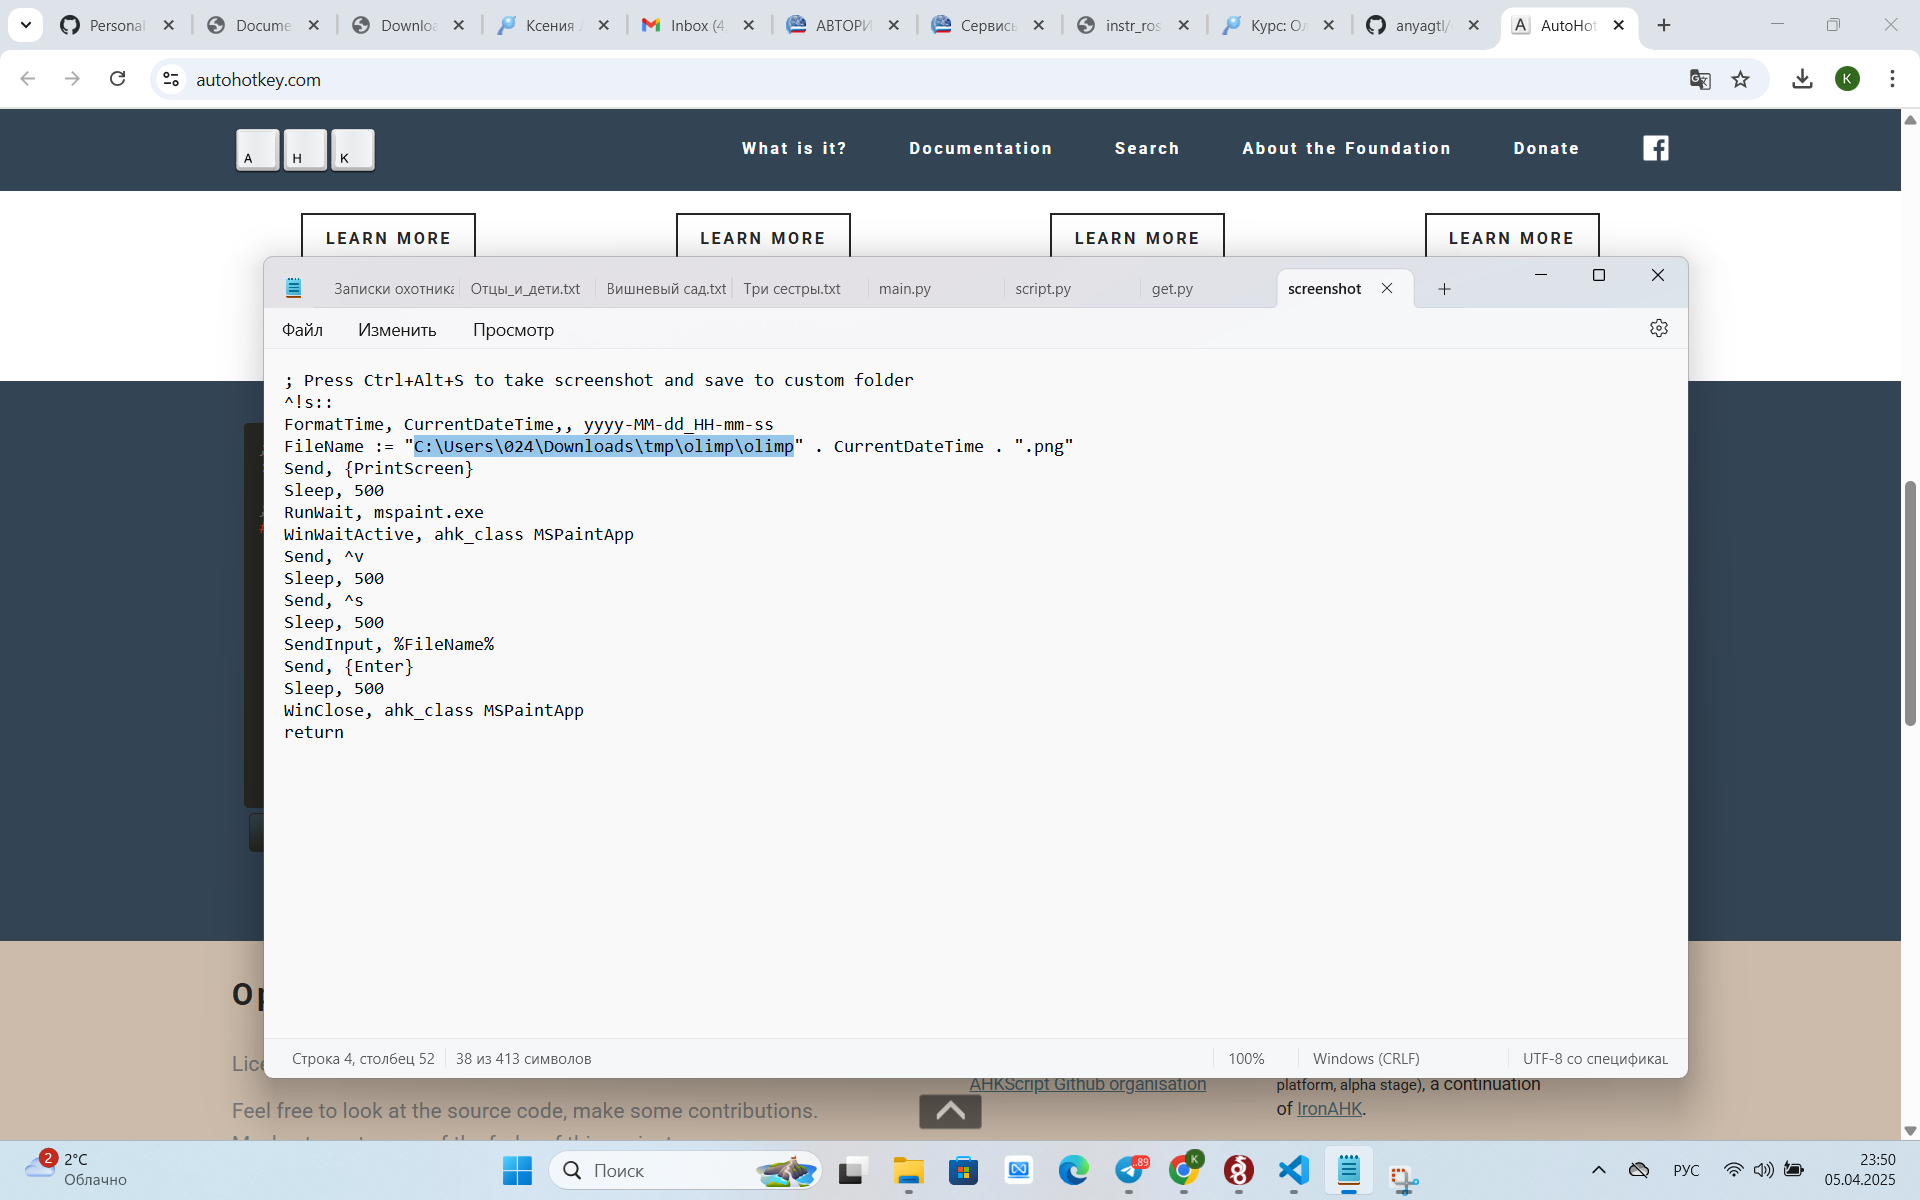 Personal
Docume
Downloa
Ксения
Inbox (4
АВТОРИ
Сервись
instr_ros
Курс: Ол
anyagtl/
AutoHot
autohotkey.com
K
A H K
What is it?
Documentation
Search
About the Foundation
Donate
LEARN MORE
LEARN MORE
LEARN MORE
LEARN MORE
Записки охотника
Отцы_и_дети.txt
Вишневый сад.txt
Три сестры.txt
main.py
script.py
get.py
screenshot
Файл
Изменить
Просмотр
; Press Ctrl+Alt+S to take screenshot and save to custom folder
^!s::
FormatTime, CurrentDateTime,, yyyy-MM-dd_HH-mm-ss
FileName := "C:\Users\024\Downloads\tmp\olimp\olimp" . CurrentDateTime . ".png"
Send, {PrintScreen}
Sleep, 500
RunWait, mspaint.exe
WinWaitActive, ahk_class MSPaintApp
Send, ^v
Sleep, 500
Send, ^s
Sleep, 500
SendInput, %FileName%
Send, {Enter}
Sleep, 500
WinClose, ahk_class MSPaintApp
return
Строка 4, столбец 52
38 из 413 символов
100%
Windows (CRLF)
UTF-8 со спецификац
Op
Lice
AHKScript Github organisation
platform, alpha stage), a continuation
of IronAHK.
Feel free to look at the source code, make some contributions.
2
2°C
Облачно
Поиск
..89
K
РУС
23:50
05.04.2025